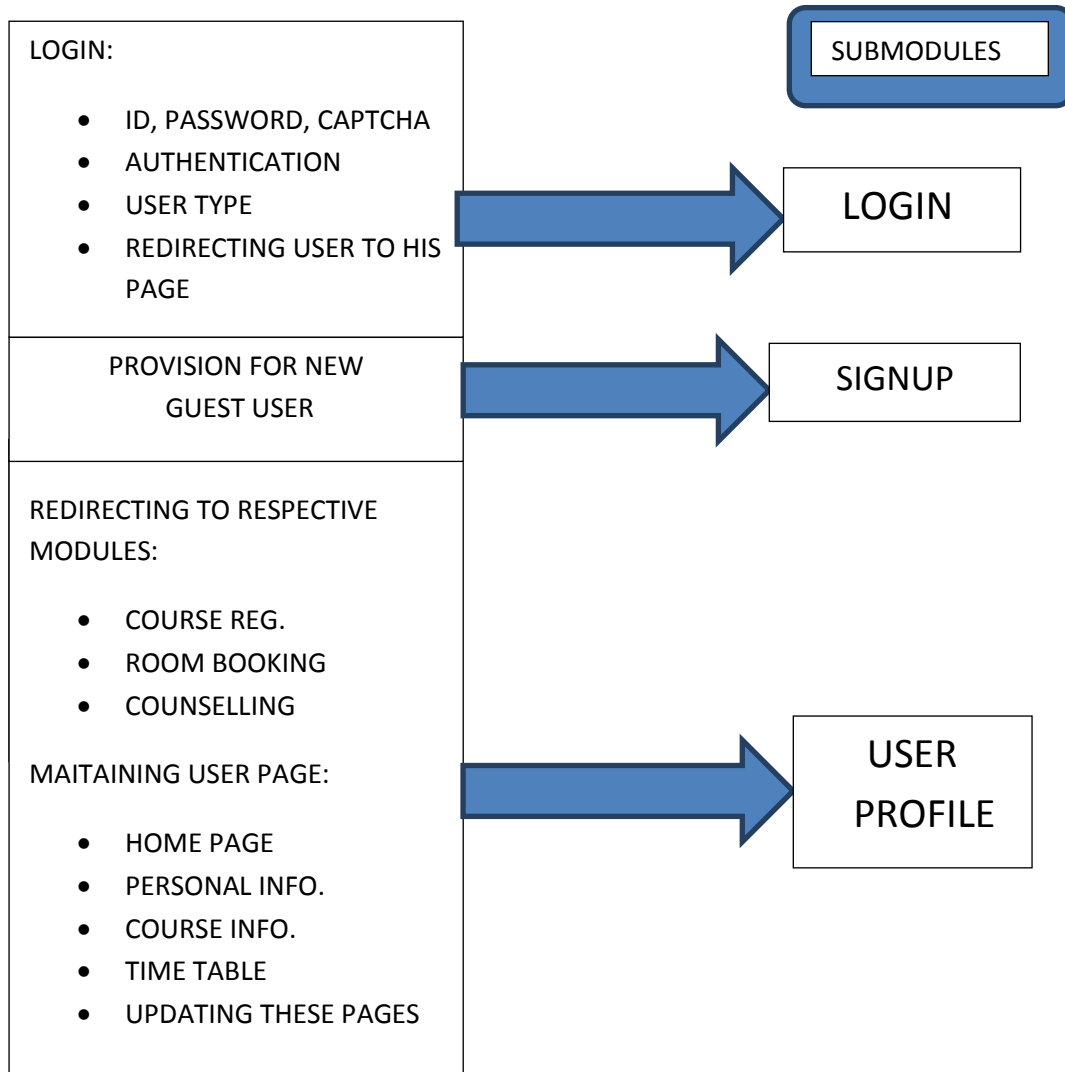 LOGIN:
• ID, PASSWORD, CAPTCHA
• AUTHENTICATION
• USER TYPE
• REDIRECTING USER TO HIS
PAGE
PROVISION FOR NEW
GUEST USER
REDIRECTING TO RESPECTIVE
MODULES:
• COURSE REG.
• ROOM BOOKING
• COUNSELLING
MAITAINING USER PAGE:
• HOME PAGE
• PERSONAL INFO.
• COURSE INFO.
• TIME TABLE
• UPDATING THESE PAGES
SUBMODULES
LOGIN
SIGNUP
USER
PROFILE